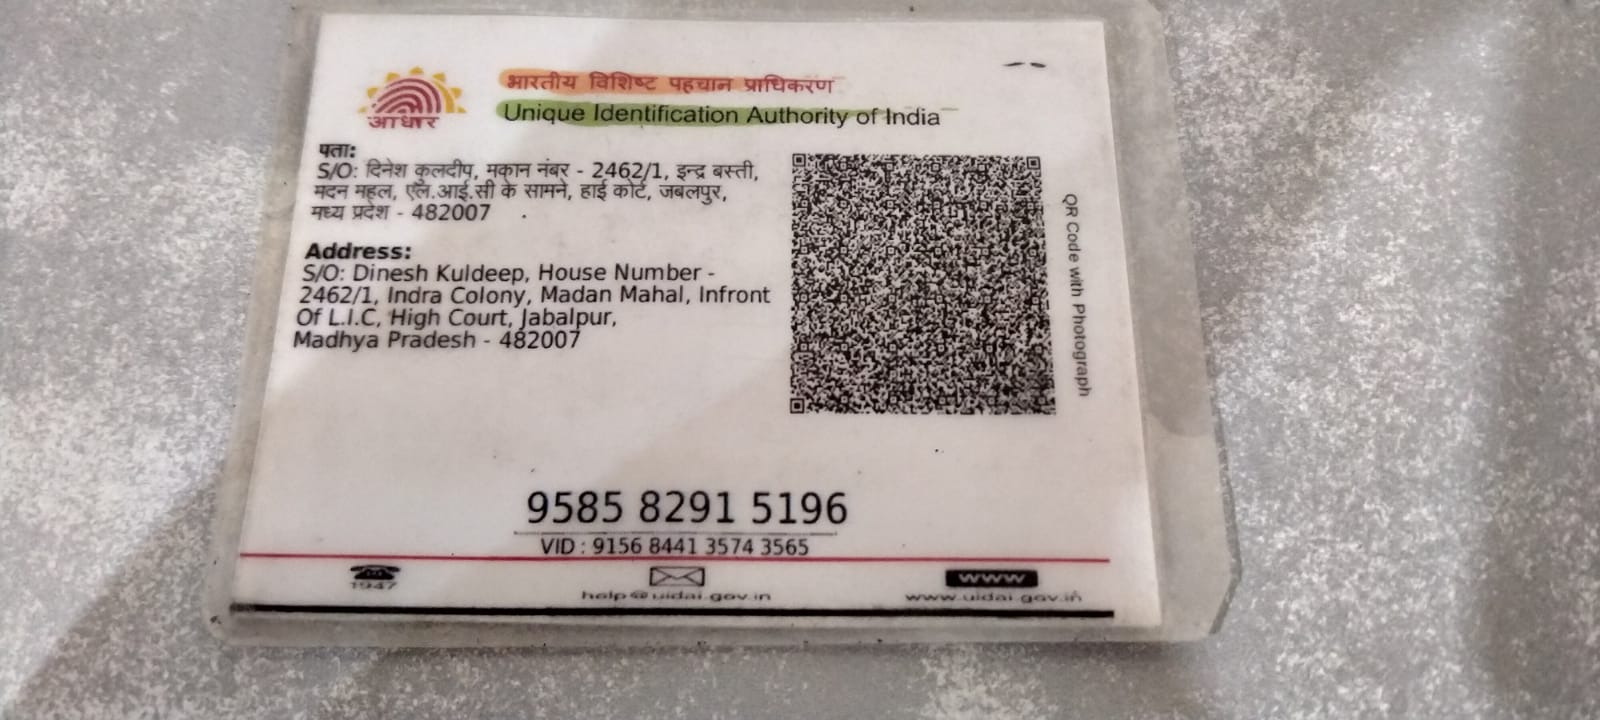 आधार
भारतीय विशिष्ट पहचान प्राधिकरण
Unique Identification Authority of India
पता:
S/O: दिनेश कुलदीप, मकान नंबर - 2462/1, इन्द्र बस्ती,
मदन महल, एल.आई.सी के सामने, हाई कोर्ट, जबलपुर,
मध्य प्रदेश - 482007
Address:
S/O: Dinesh Kuldeep, House Number -
2462/1, Indra Colony, Madan Mahal, Infront
Of L.I.C, High Court, Jabalpur,
Madhya Pradesh - 482007
QR Code with Photograph
9585 8291 5196
VID : 9156 8441 3574 3565
1947
help@uidai.gov.in
www
www.uidai.gov.in